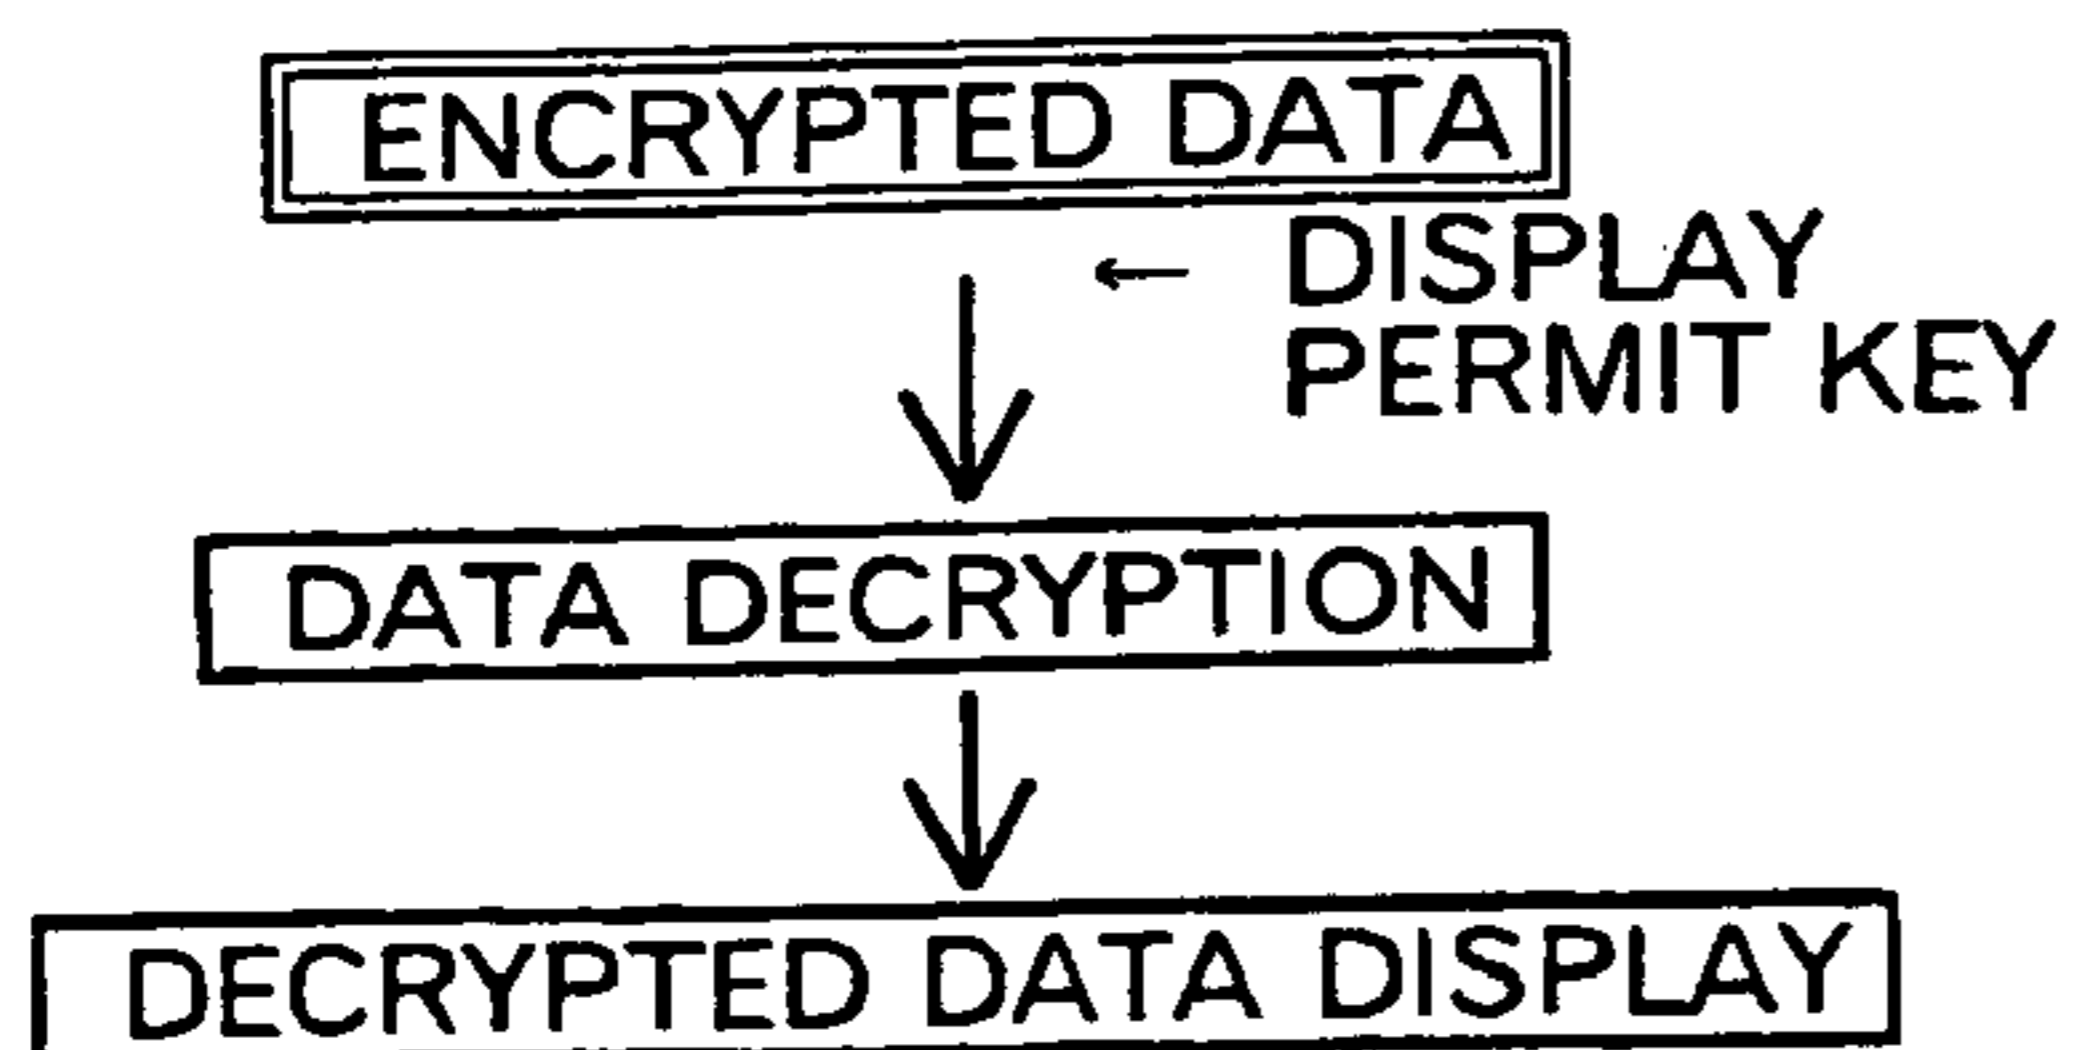 ENCRYPTED DATA
DISPLAY
PERMIT KEY
DATA DECRYPTION
DECRYPTED DATA DISPLAY